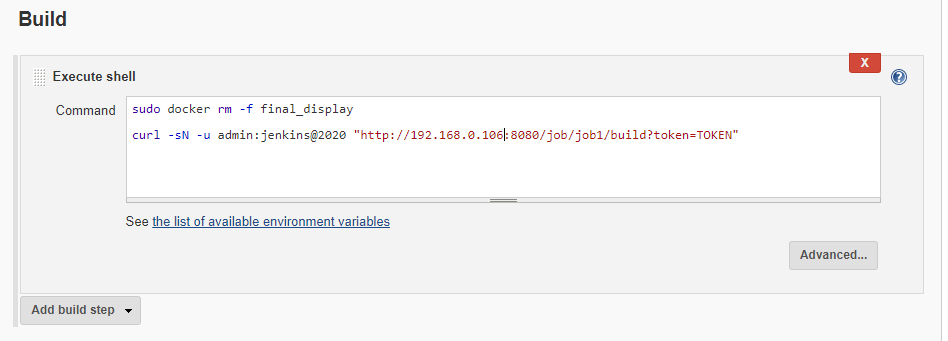 Build
X
Execute shell
?
Command
sudo docker rm -f final_display
curl -sN -u admin:jenkins@2020 "http://192.168.0.106:8080/job/job1/build?token=TOKEN"
See the list of available environment variables
Advanced...
Add build step